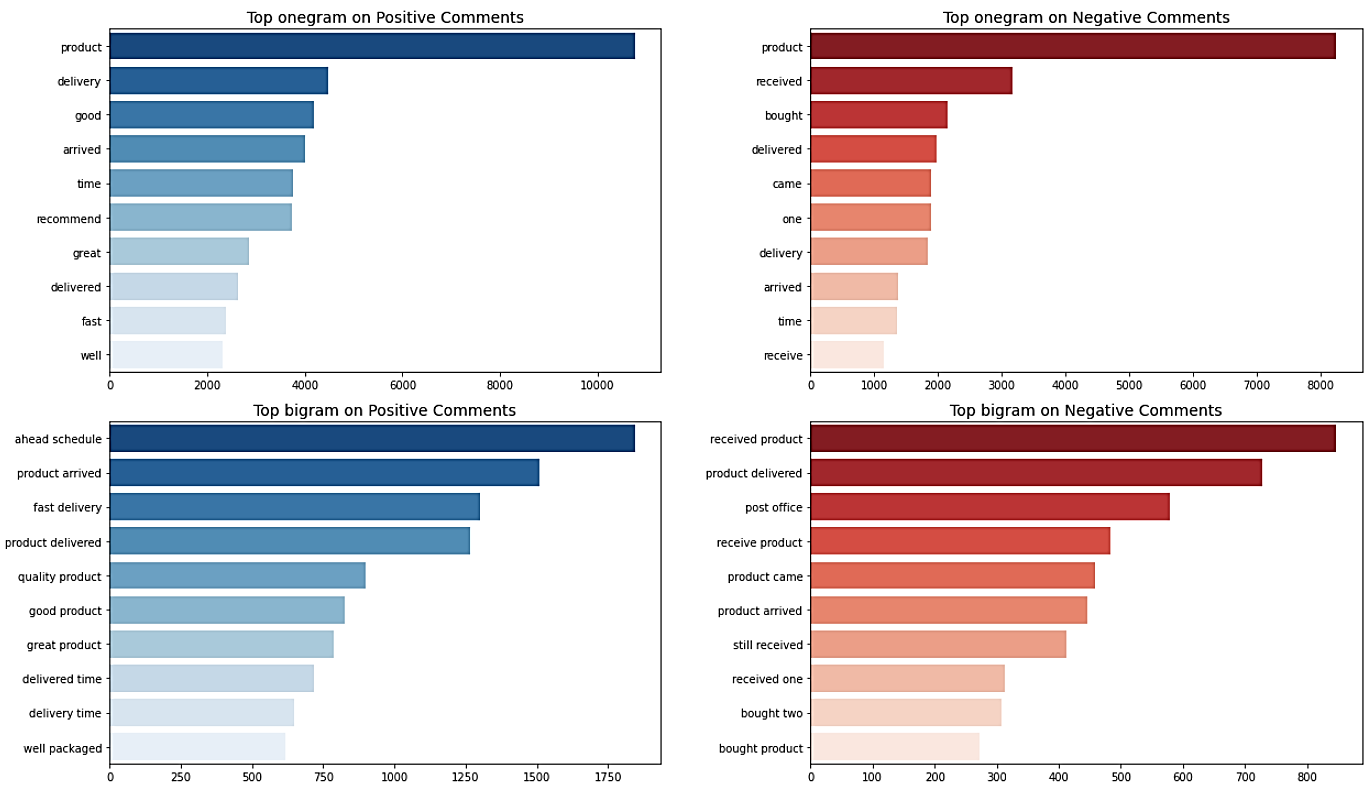 Top onegram on Positive Comments
product
delivery
good
arrived
time
recommend
great
delivered
fast
well
0 2000 4000 6000 8000 10000
Top onegram on Negative Comments
product
received
bought
delivered
came
one
delivery
arrived
time
receive
0 1000 2000 3000 4000 5000 6000 7000 8000
Top bigram on Positive Comments
ahead schedule
product arrived
fast delivery
product delivered
quality product
good product
great product
delivered time
delivery time
well packaged
0 250 500 750 1000 1250 1500 1750
Top bigram on Negative Comments
received product
product delivered
post office
receive product
product came
product arrived
still received
received one
bought two
bought product
0 100 200 300 400 500 600 700 800